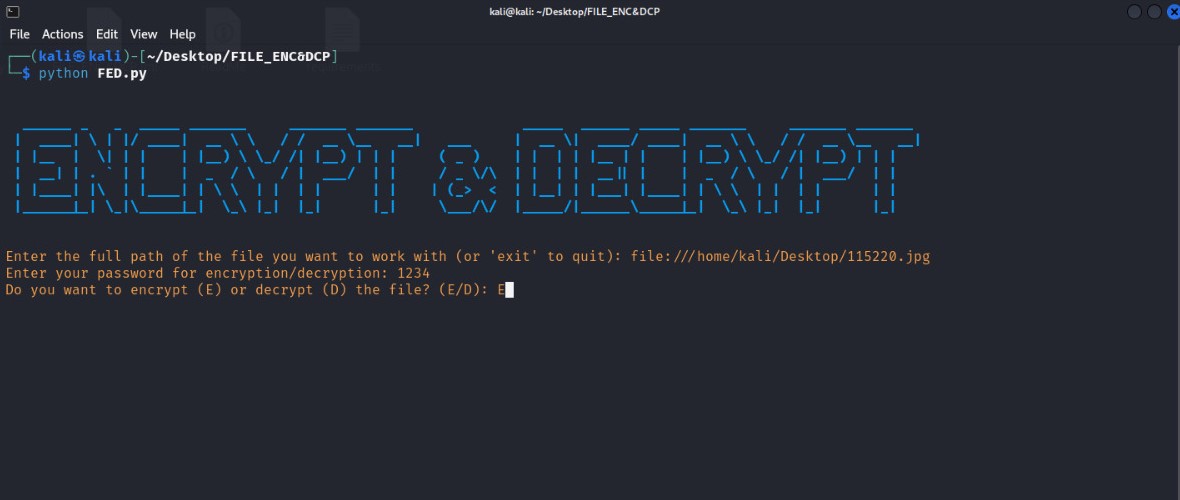 kali@kali: ~/Desktop/FILE_ENC&DCP
File Actions Edit View Help
(kali㉿kali)-[~/Desktop/FILE_ENC&DCP]
$ python FED.py
ENCRYPT & DECRYPT
Enter the full path of the file you want to work with (or 'exit' to quit): file:///home/kali/Desktop/115220.jpg
Enter your password for encryption/decryption: 1234
Do you want to encrypt (E) or decrypt (D) the file? (E/D): E